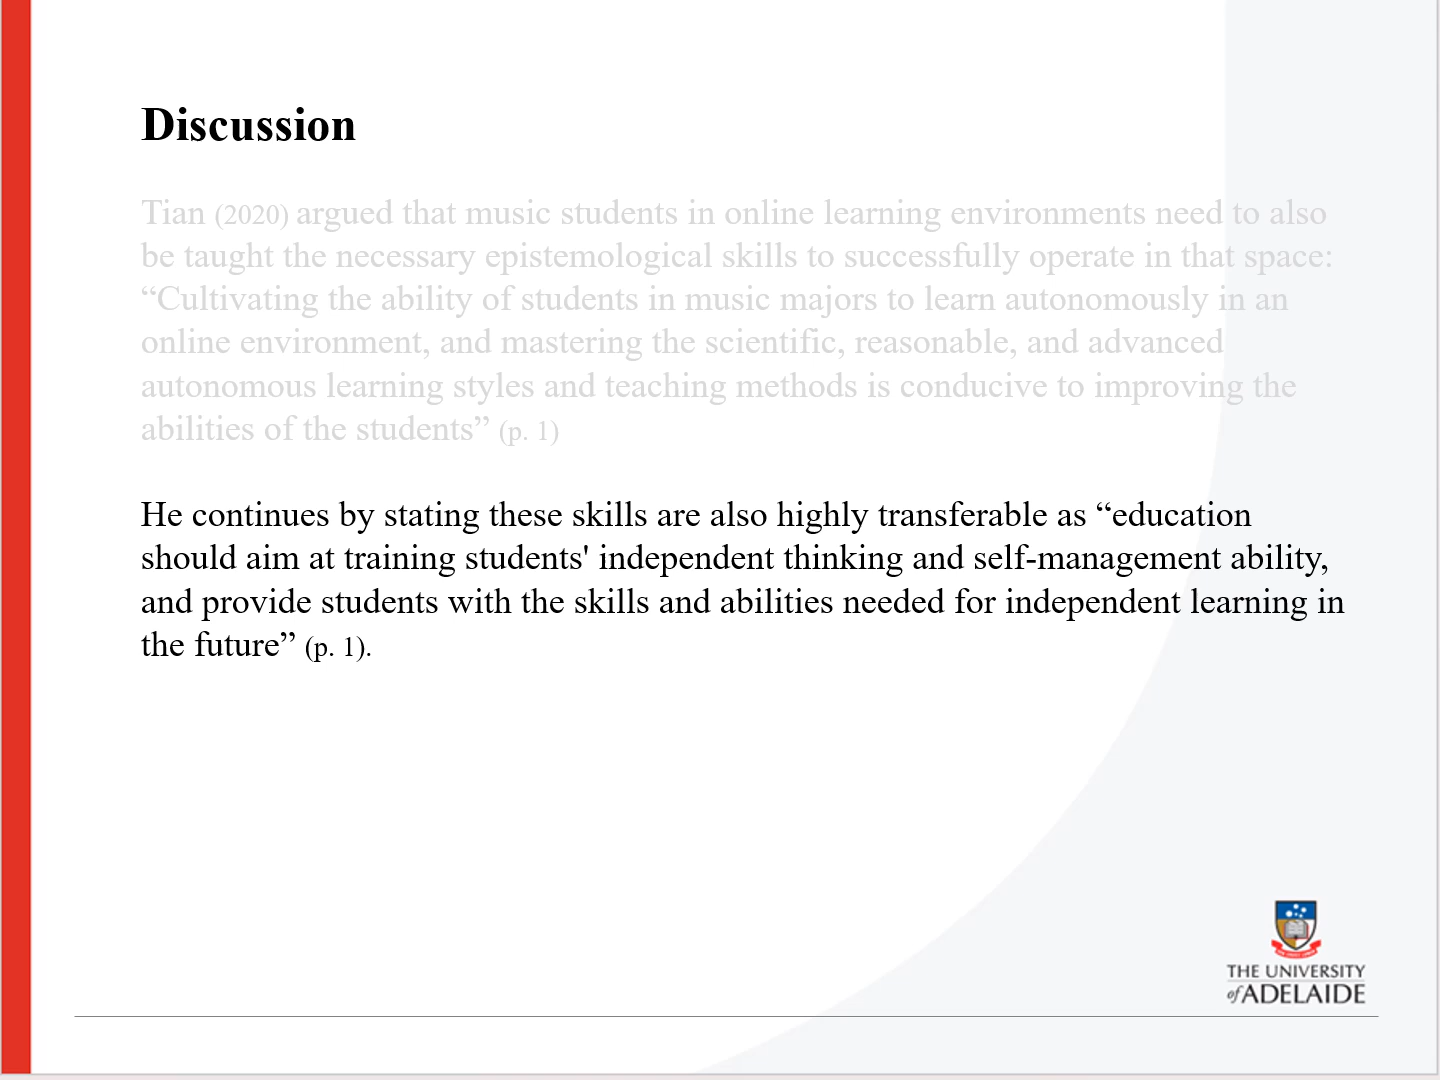 Discussion
Tian (2020) argued that music students in online learning environments need to also
be taught the necessary epistemological skills to successfully operate in that space:
“Cultivating the ability of students in music majors to learn autonomously in an
online environment, and mastering the scientific, reasonable, and advanced
autonomous learning styles and teaching methods is conducive to improving the
abilities of the students” (p. 1)
He continues by stating these skills are also highly transferable as “education
should aim at training students' independent thinking and self-management ability,
and provide students with the skills and abilities needed for independent learning in
the future” (p. 1).
THE UNIVERSITY
of ADELAIDE